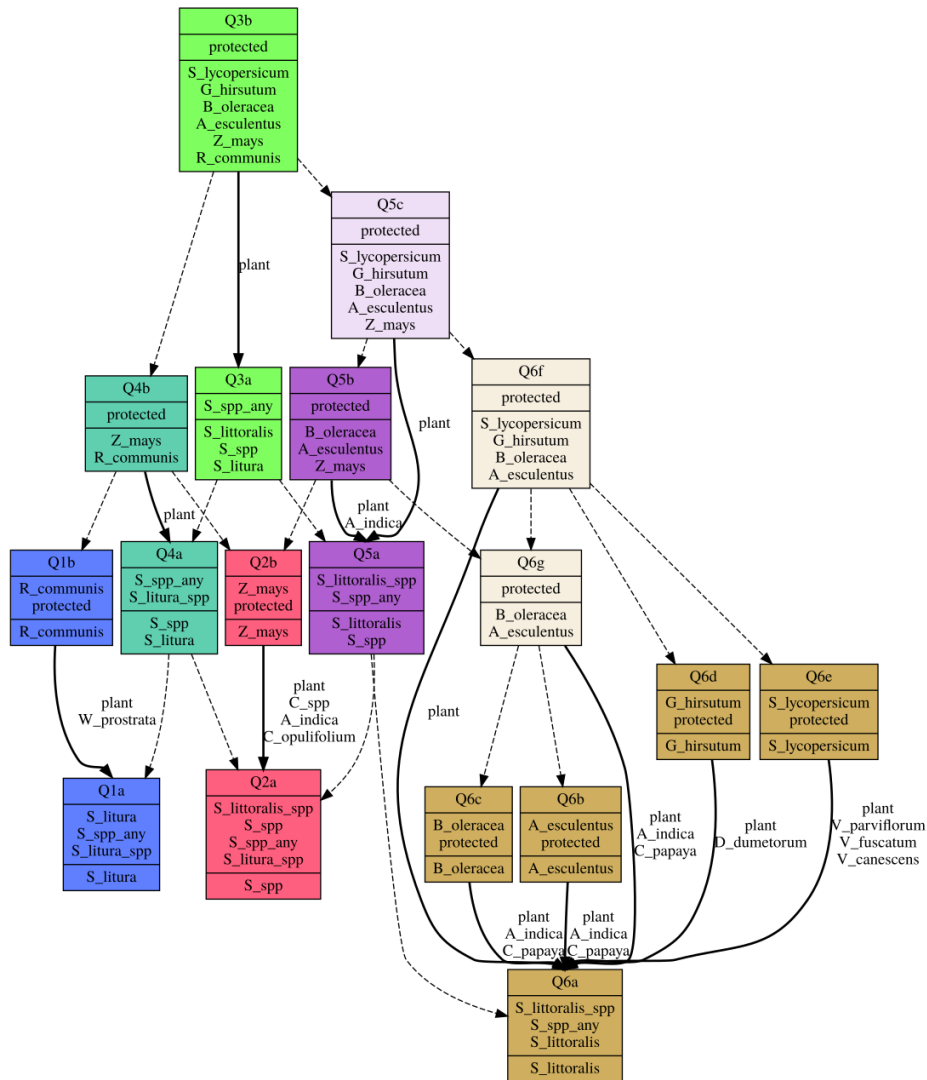 Q3b
protected
S_lycopersicum
G_hirsutum
B_oleracea
A_esculentus
Z_mays
R_communis
Q5c
protected
S_lycopersicum
G_hirsutum
B_oleracea
A_esculentus
Z_mays
plant
Q4b
protected
Z_mays
R_communis
Q3a
S_spp_any
S_littoralis
S_spp
S_litura
Q5b
protected
B_oleracea
A_esculentus
Z_mays
plant
Q6f
protected
S_lycopersicum
G_hirsutum
B_oleracea
A_esculentus
plant
plant
A_indica
Q1b
R_communis
protected
R_communis
Q4a
S_spp_any
S_litura_spp
S_spp
S_litura
Q2b
Z_mays
protected
Z_mays
Q5a
S_littoralis_spp
S_spp_any
S_littoralis
S_spp
Q6g
protected
B_oleracea
A_esculentus
plant
W_prostrata
plant
C_spp
A_indica
C_opulifolium
plant
Q6d
G_hirsutum
protected
G_hirsutum
Q6e
S_lycopersicum
protected
S_lycopersicum
Q1a
S_litura
S_spp_any
S_litura_spp
S_litura
Q2a
S_littoralis_spp
S_spp
S_spp_any
S_litura_spp
S_spp
Q6c
B_oleracea
protected
B_oleracea
Q6b
A_esculentus
protected
A_esculentus
plant
A_indica
C_papaya
plant
D_dumetorum
plant
V_parviflorum
V_fuscatum
V_canescens
plant
A_indica
C_papaya
plant
A_indica
C_papaya
Q6a
S_littoralis_spp
S_spp_any
S_littoralis
S_littoralis